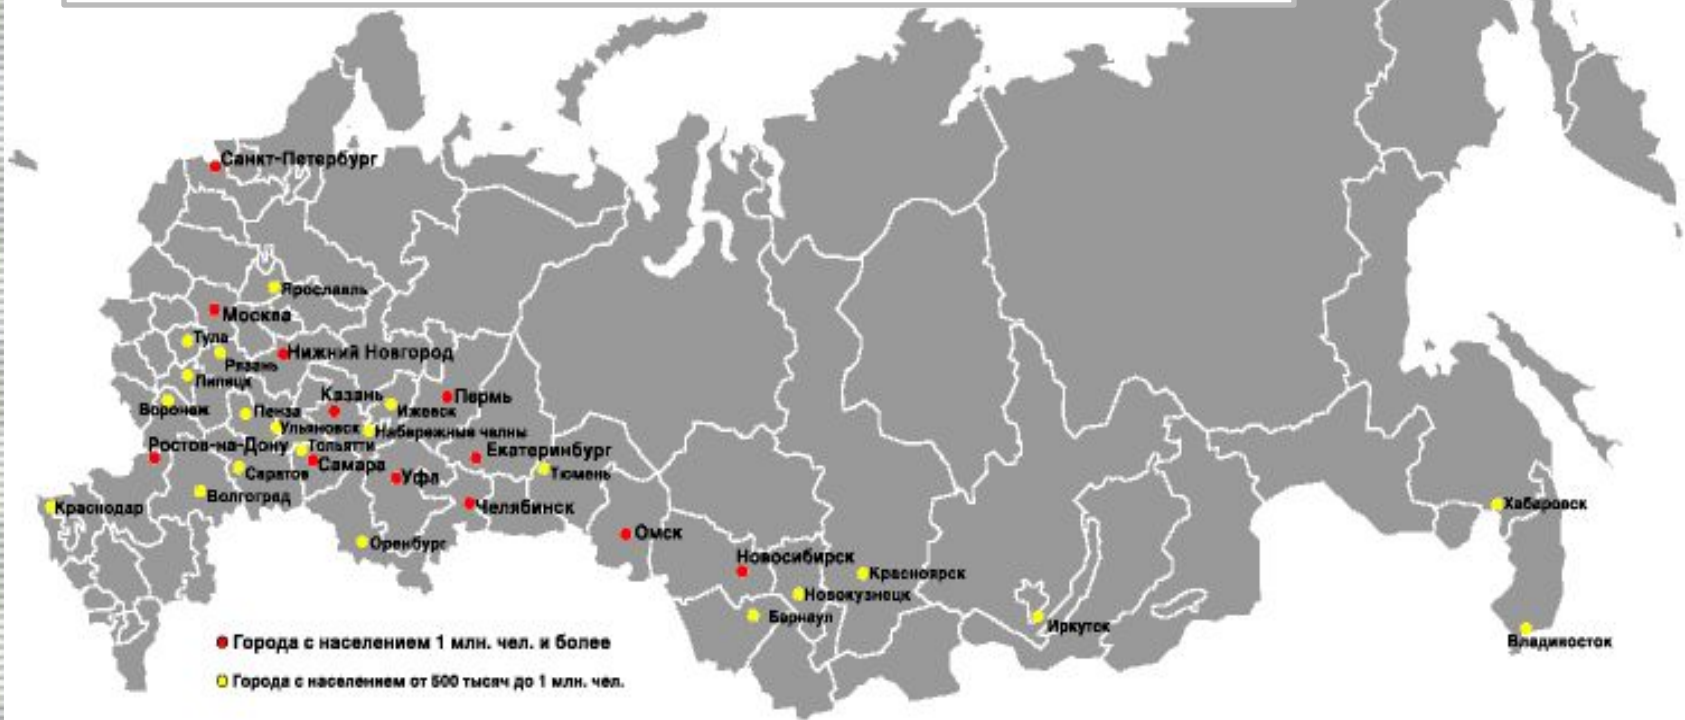 Санкт-Петербург
Ярославль
Москва
Тула
Нижний Новгород
Рязань
Липецк
Казань
Пермь
Ижевск
Воронеж
Пенза
Ульяновск
Набережные челны
Ростов-на-Дону
Тольятти
Екатеринбург
Самара
Саратов
Уфа
Тюмень
Волгоград
Краснодар
Челябинск
Хабаровск
Омск
Оренбург
Новосибирск
Красноярск
Новокузнецк
Барнаул
Иркутск
Владивосток
Города с населением 1 млн. чел. и более
Города с населением от 500 тысяч до 1 млн. чел.